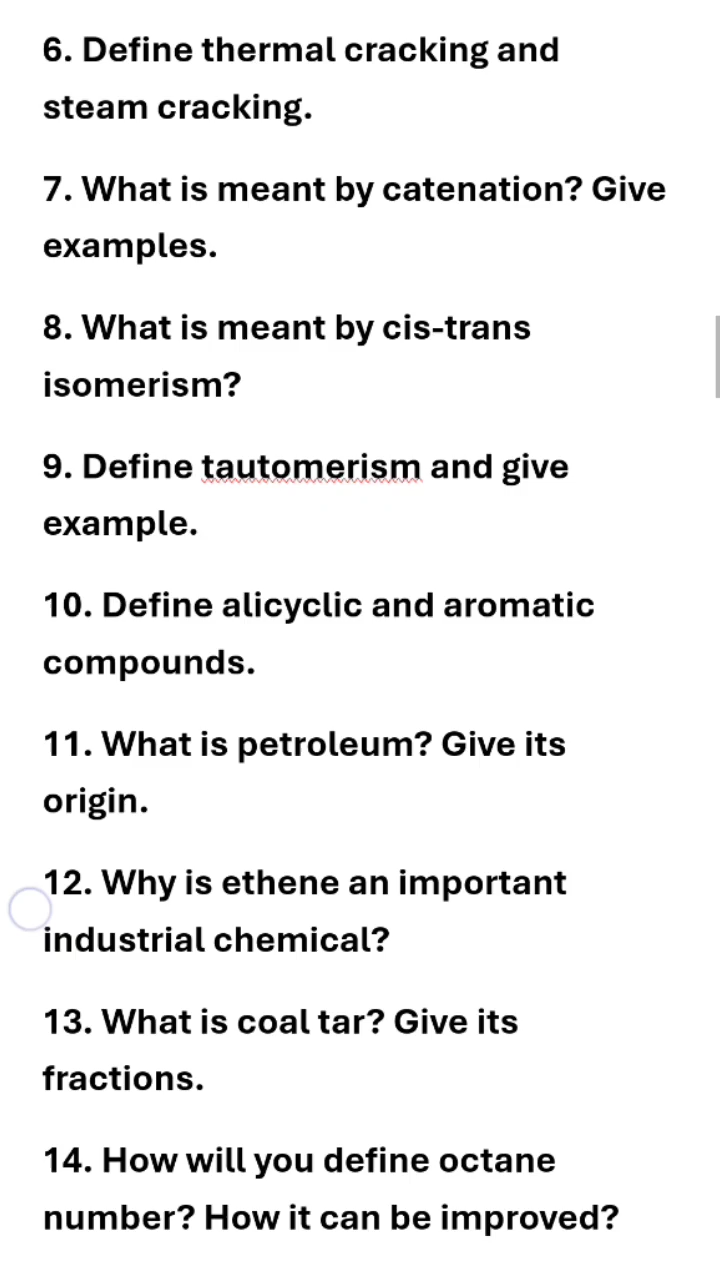 6. Define thermal cracking and
steam cracking.
7. What is meant by catenation? Give
examples.
8. What is meant by cis-trans
isomerism?
9. Define tautomerism and give
example.
10. Define alicyclic and aromatic
compounds.
11. What is petroleum? Give its
origin.
12. Why is ethene an important
industrial chemical?
13. What is coal tar? Give its
fractions.
14. How will you define octane
number? How it can be improved?